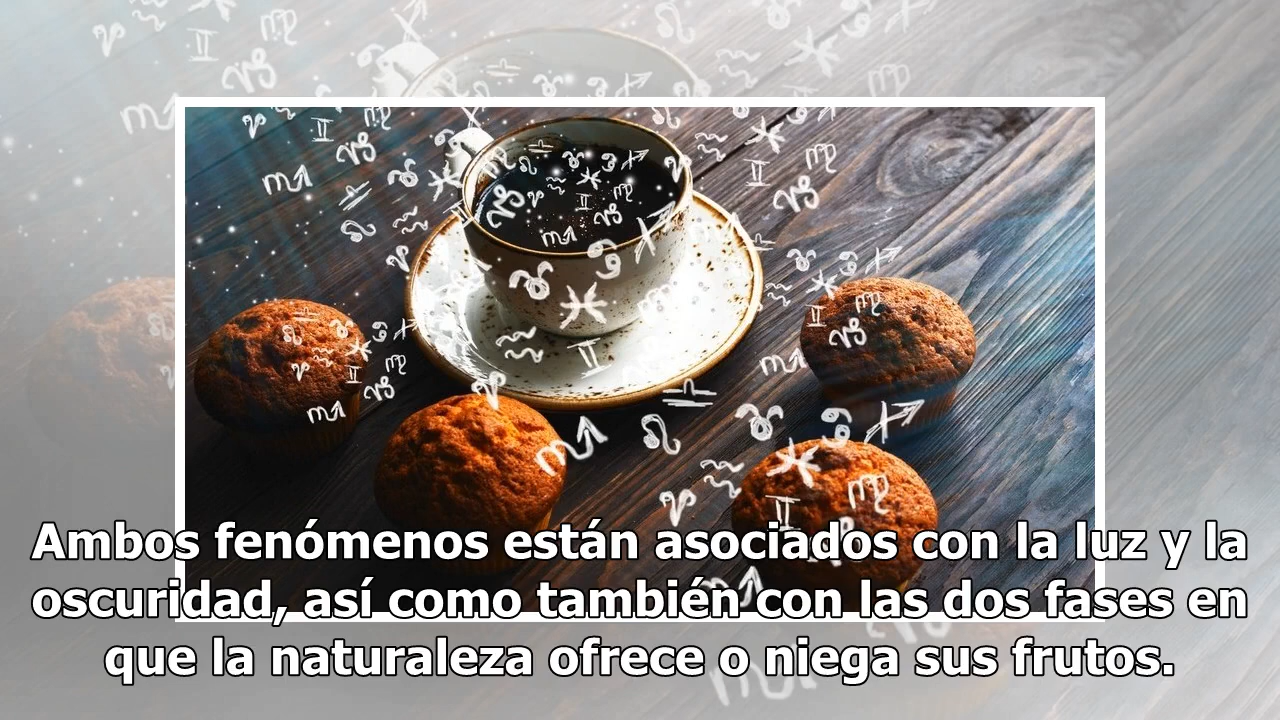 Ambos fenómenos están asociados con la luz y la
oscuridad, así como también con las dos fases en
que la naturaleza ofrece o niega sus frutos.